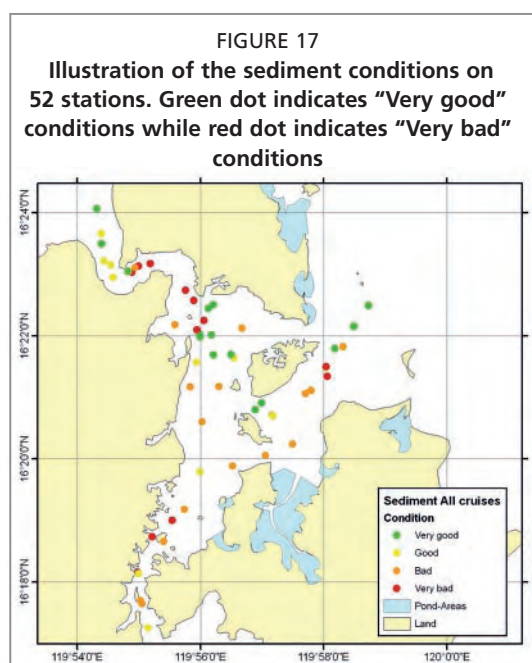 FIGURE 17
Illustration of the sediment conditions on
52 stations. Green dot indicates “Very good”
conditions while red dot indicates “Very bad”
conditions
16°24'0"N
16°22'0"N
16°20'0"N
16°18'0"N
Sediment All cruises
Condition
Very good
Good
Bad
Very bad
Pond-Areas
Land
119°54'0"E 119°56'0"E 119°58'0"E 120°0'0"E